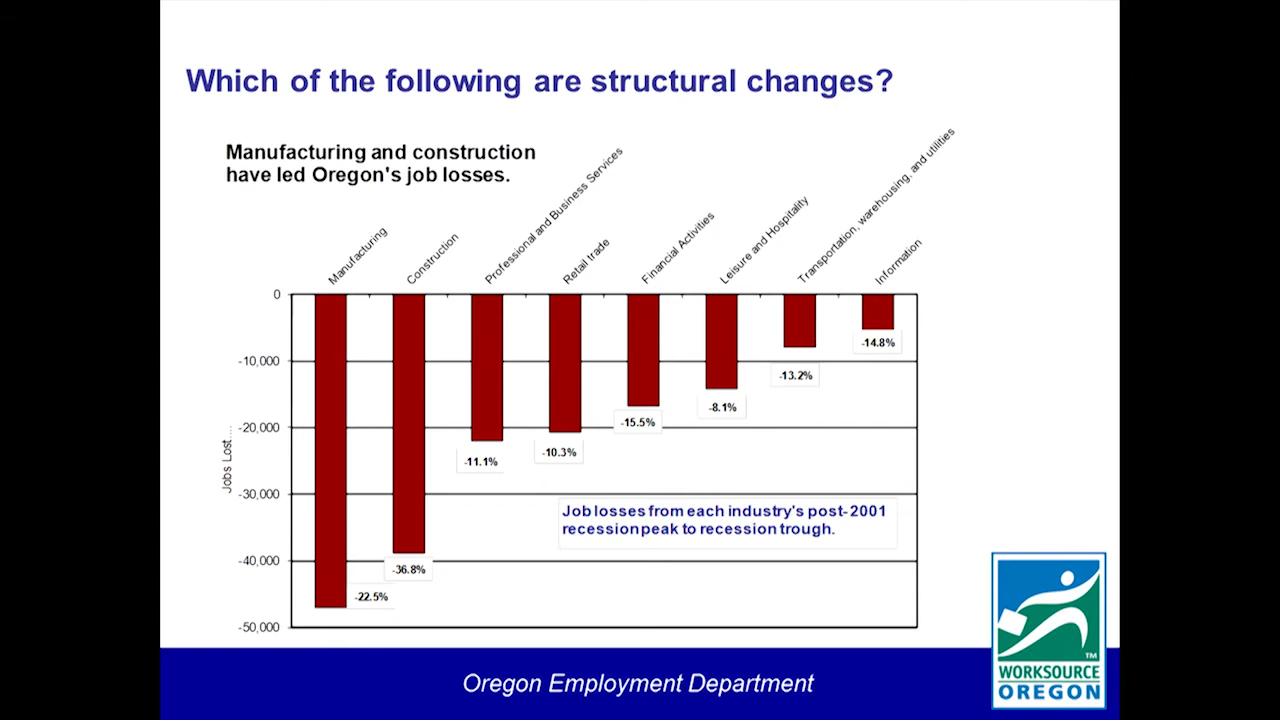 Which of the following are structural changes?
Manufacturing and construction
have led Oregon's job losses.
Manufacturing
Construction
Professional and Business Services
Retail trade
Financial Activities
Leisure and Hospitality
Transportation, warehousing, and utilities
Information
0
-10,000
-20,000
-30,000
-40,000
-50,000
Jobs Lost....
-22.5%
-36.8%
-11.1%
-10.3%
-15.5%
-8.1%
-13.2%
-14.8%
Job losses from each industry's post-2001
recession peak to recession trough.
Oregon Employment Department
TM
WORKSOURCE
OREGON